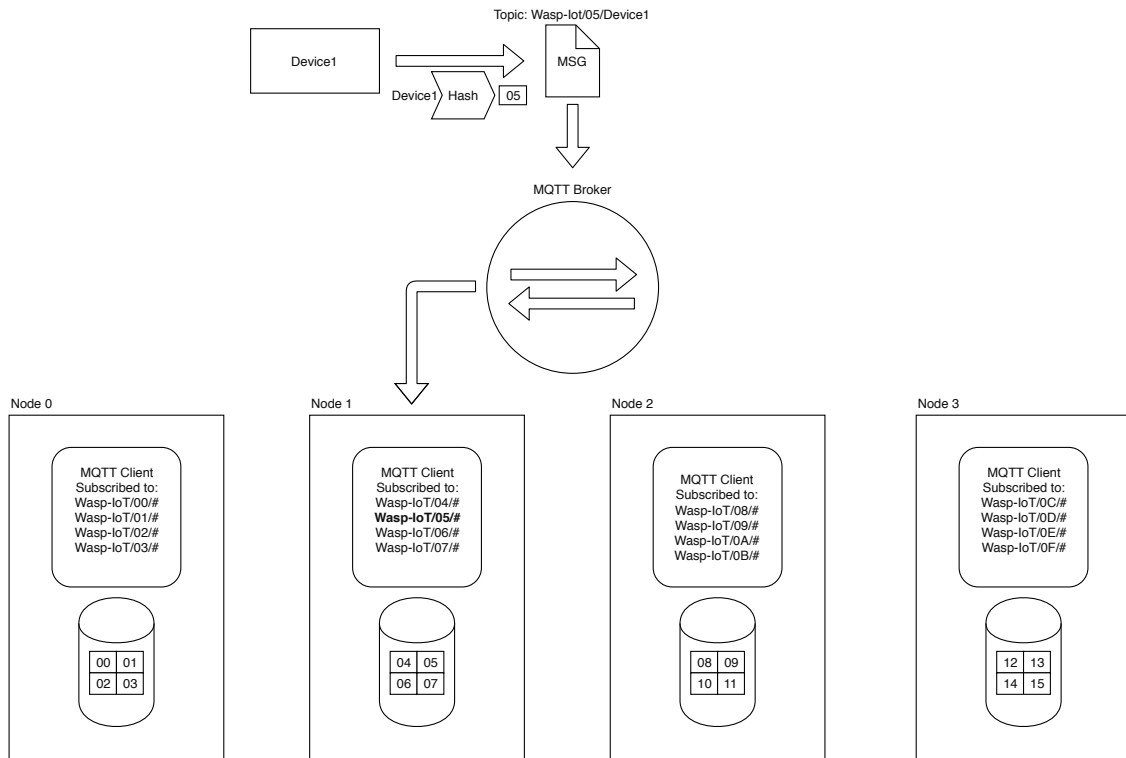 Topic: Wasp-Iot/05/Device1
Device1
MSG
Device1 Hash 05
MQTT Broker
Node 0
MQTT Client
Subscribed to:
Wasp-IoT/00/#
Wasp-IoT/01/#
Wasp-IoT/02/#
Wasp-IoT/03/#
00 01
02 03
Node 1
MQTT Client
Subscribed to:
Wasp-IoT/04/#
Wasp-IoT/05/#
Wasp-IoT/06/#
Wasp-IoT/07/#
04 05
06 07
Node 2
MQTT Client
Subscribed to:
Wasp-IoT/08/#
Wasp-IoT/09/#
Wasp-IoT/0A/#
Wasp-IoT/0B/#
08 09
10 11
Node 3
MQTT Client
Subscribed to:
Wasp-IoT/0C/#
Wasp-IoT/0D/#
Wasp-IoT/0E/#
Wasp-IoT/0F/#
12 13
14 15